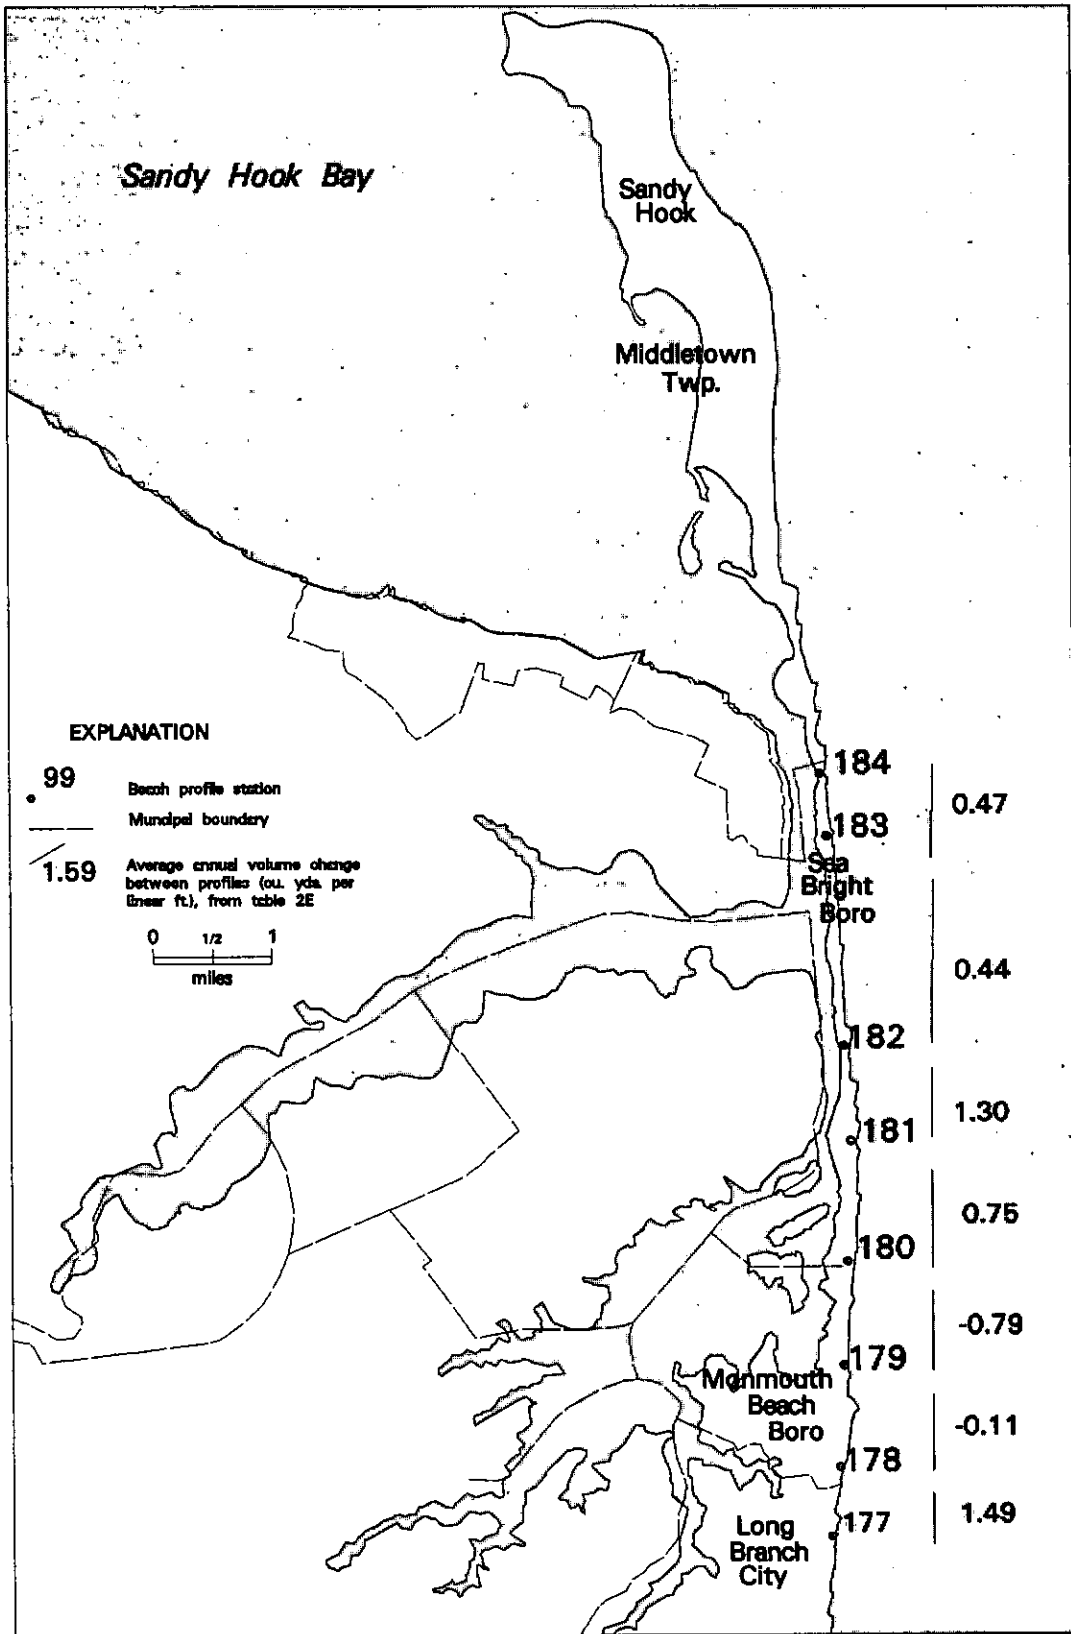 Sandy Hook Bay
Sandy
Hook
Middletown
Twp.
EXPLANATION
99
Beach profile station
Municipal boundary
1.59
Average annual volume change
between profiles (cu. yds. per
linear ft.), from table 2E
0 1/2 1
miles
184
0.47
183
Sea
Bright
Boro
0.44
182
1.30
181
0.75
180
-0.79
179
Monmouth
Beach
Boro
-0.11
178
1.49
177
Long
Branch
City